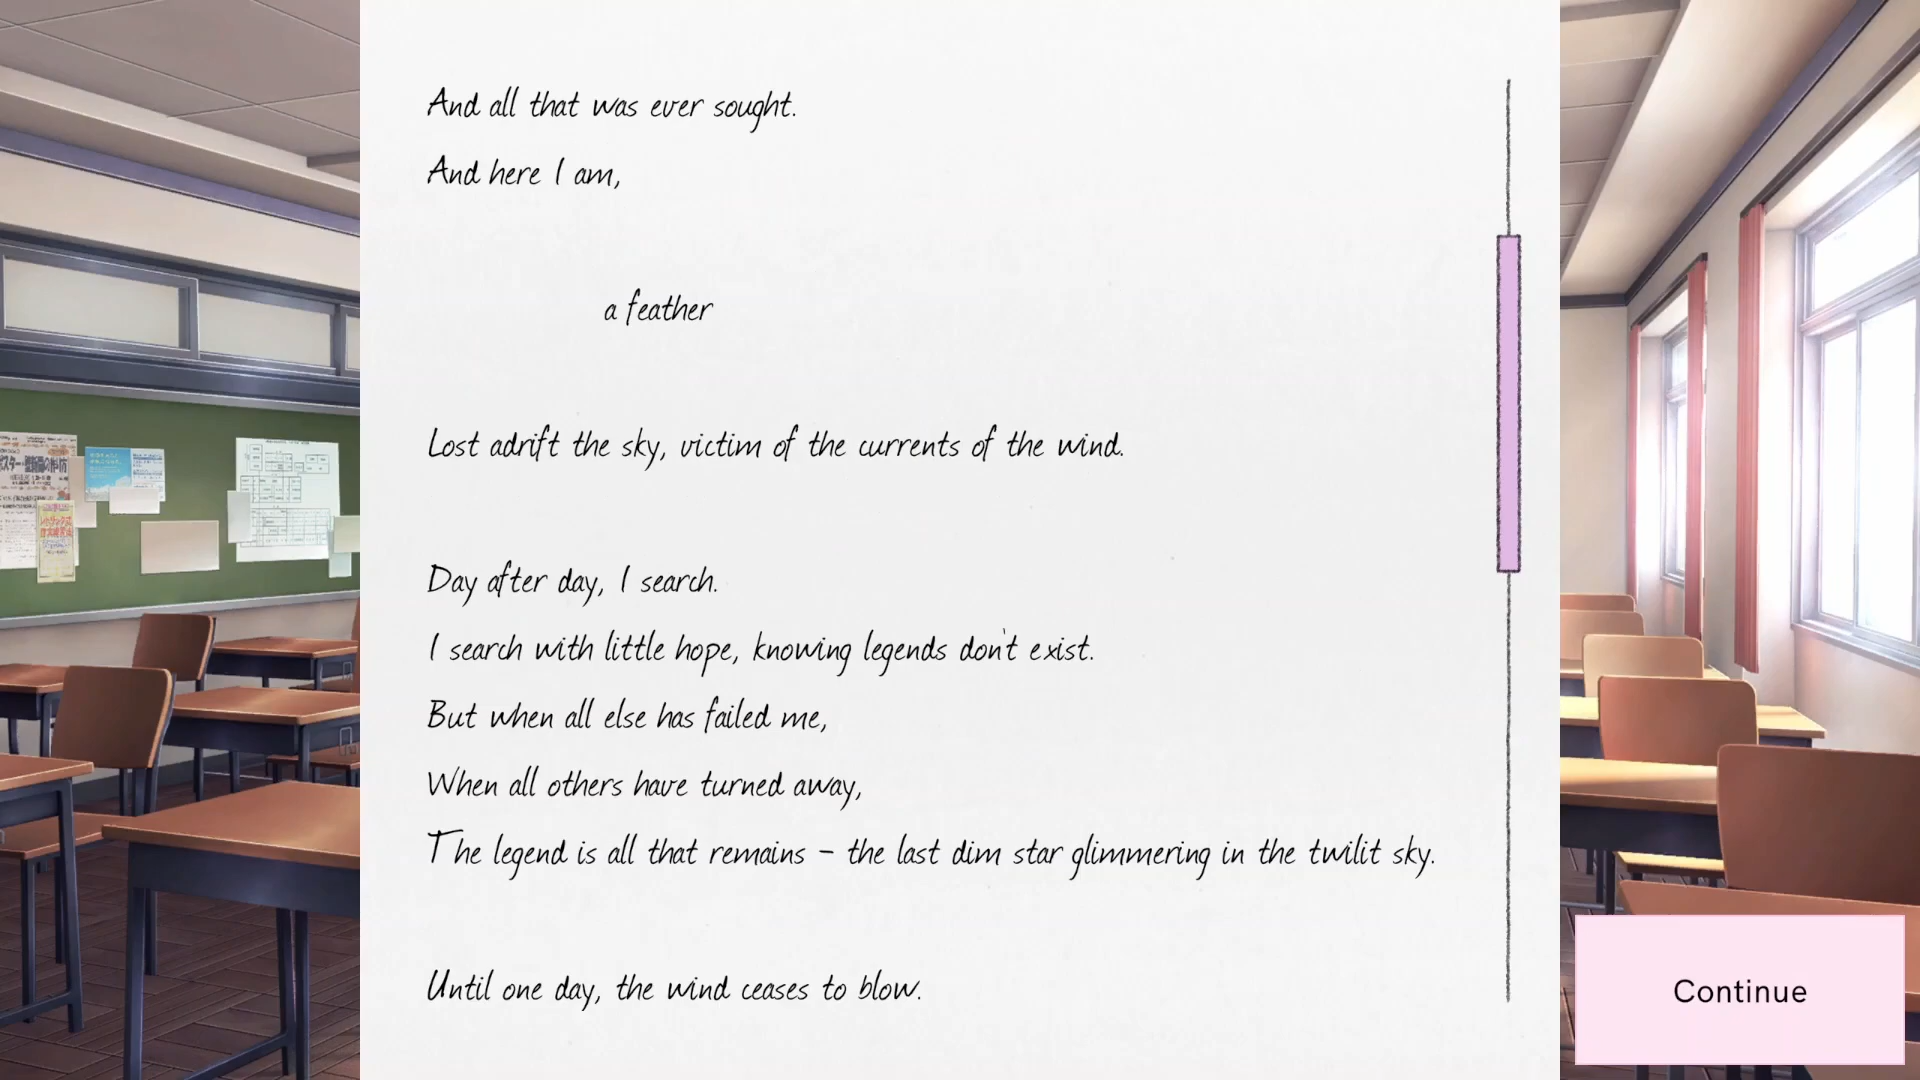 And all that was ever sought.
And here I am,
a feather
Lost adrift the sky, victim of the currents of the wind.
Day after day, I search.
I search with little hope, knowing legends don't exist.
But when all else has failed me,
When all others have turned away,
The legend is all that remains – the last dim star glimmering in the twilit sky.
Until one day, the wind ceases to blow.
Continue